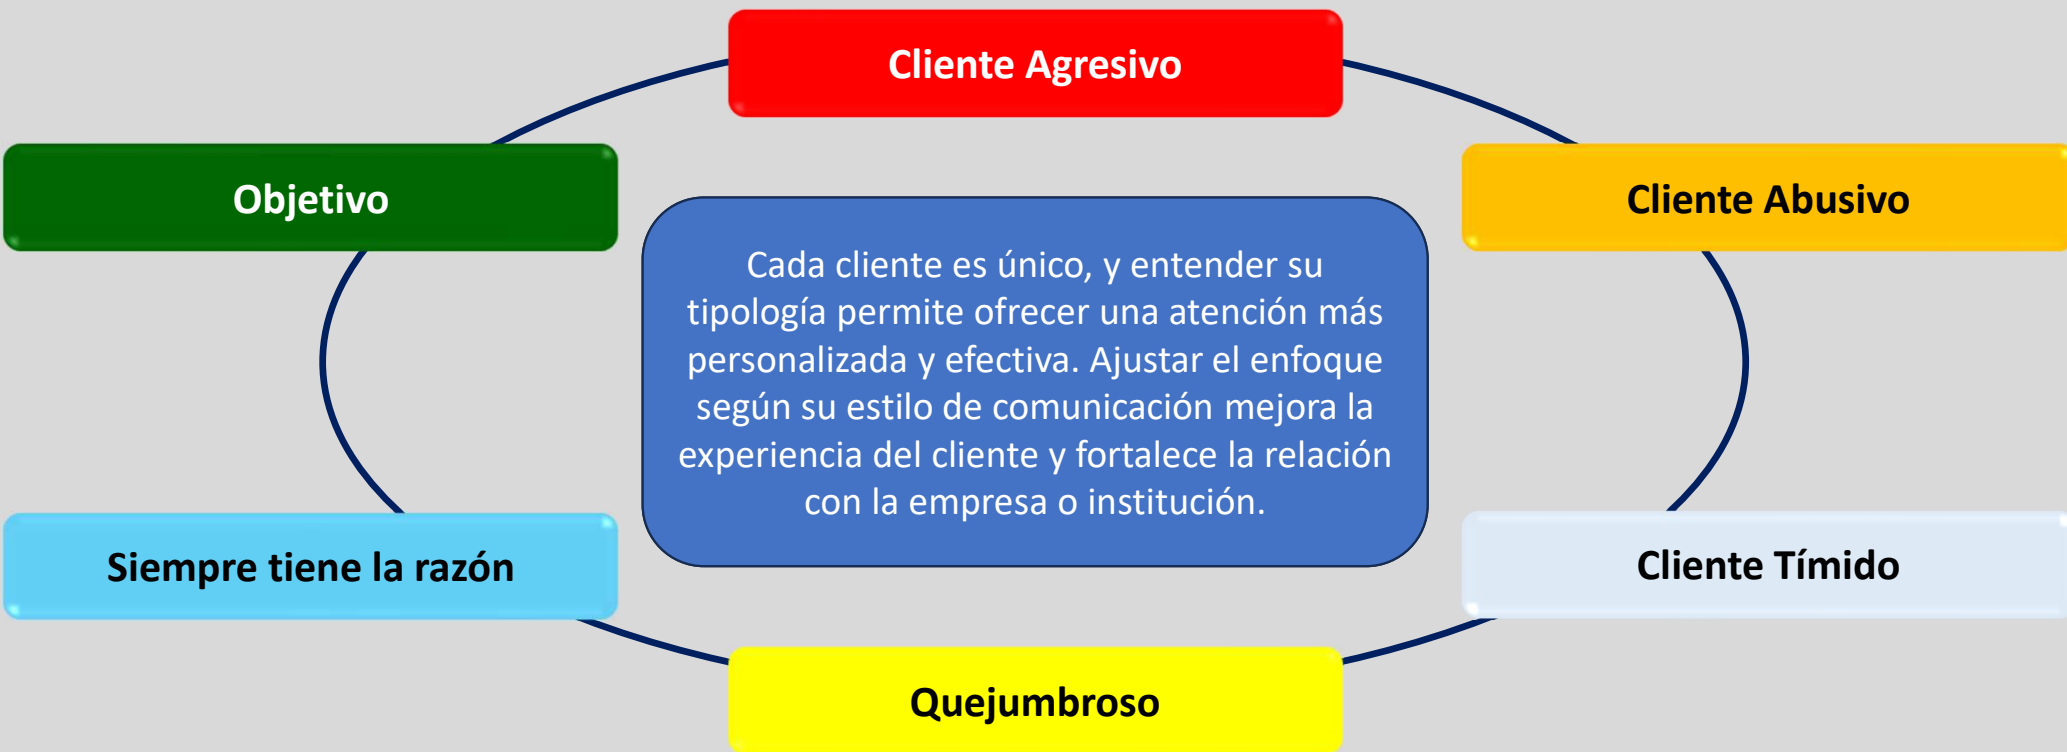 Cliente Agresivo
Objetivo
Cliente Abusivo
Cada cliente es único, y entender su
tipología permite ofrecer una atención más
personalizada y efectiva. Ajustar el enfoque
según su estilo de comunicación mejora la
experiencia del cliente y fortalece la relación
con la empresa o institución.
Siempre tiene la razón
Cliente Tímido
Quejumbroso